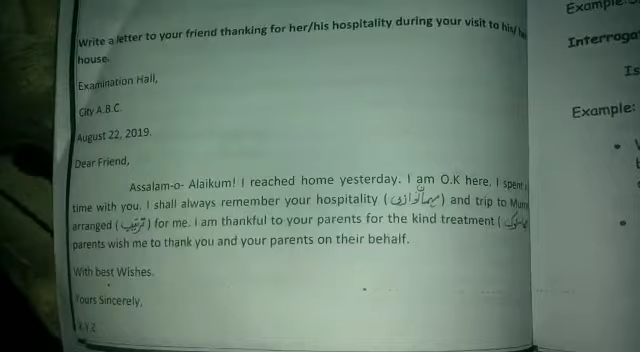 Write a letter to your friend thanking for her/his hospitality during your visit to his/her
house.
Examination Hall,
City A.B.C.
August 22, 2019.
Dear Friend,
Assalam-o- Alaikum! I reached home yesterday. I am O.K here. I spent
time with you. I shall always remember your hospitality (مہمان نوازی) and trip to
arranged (ترتیب) for me. I am thankful to your parents for the kind treatment (
parents wish me to thank you and your parents on their behalf.
With best Wishes.
Yours Sincerely,
X.Y.Z
Example
Interroga
Is
Example: